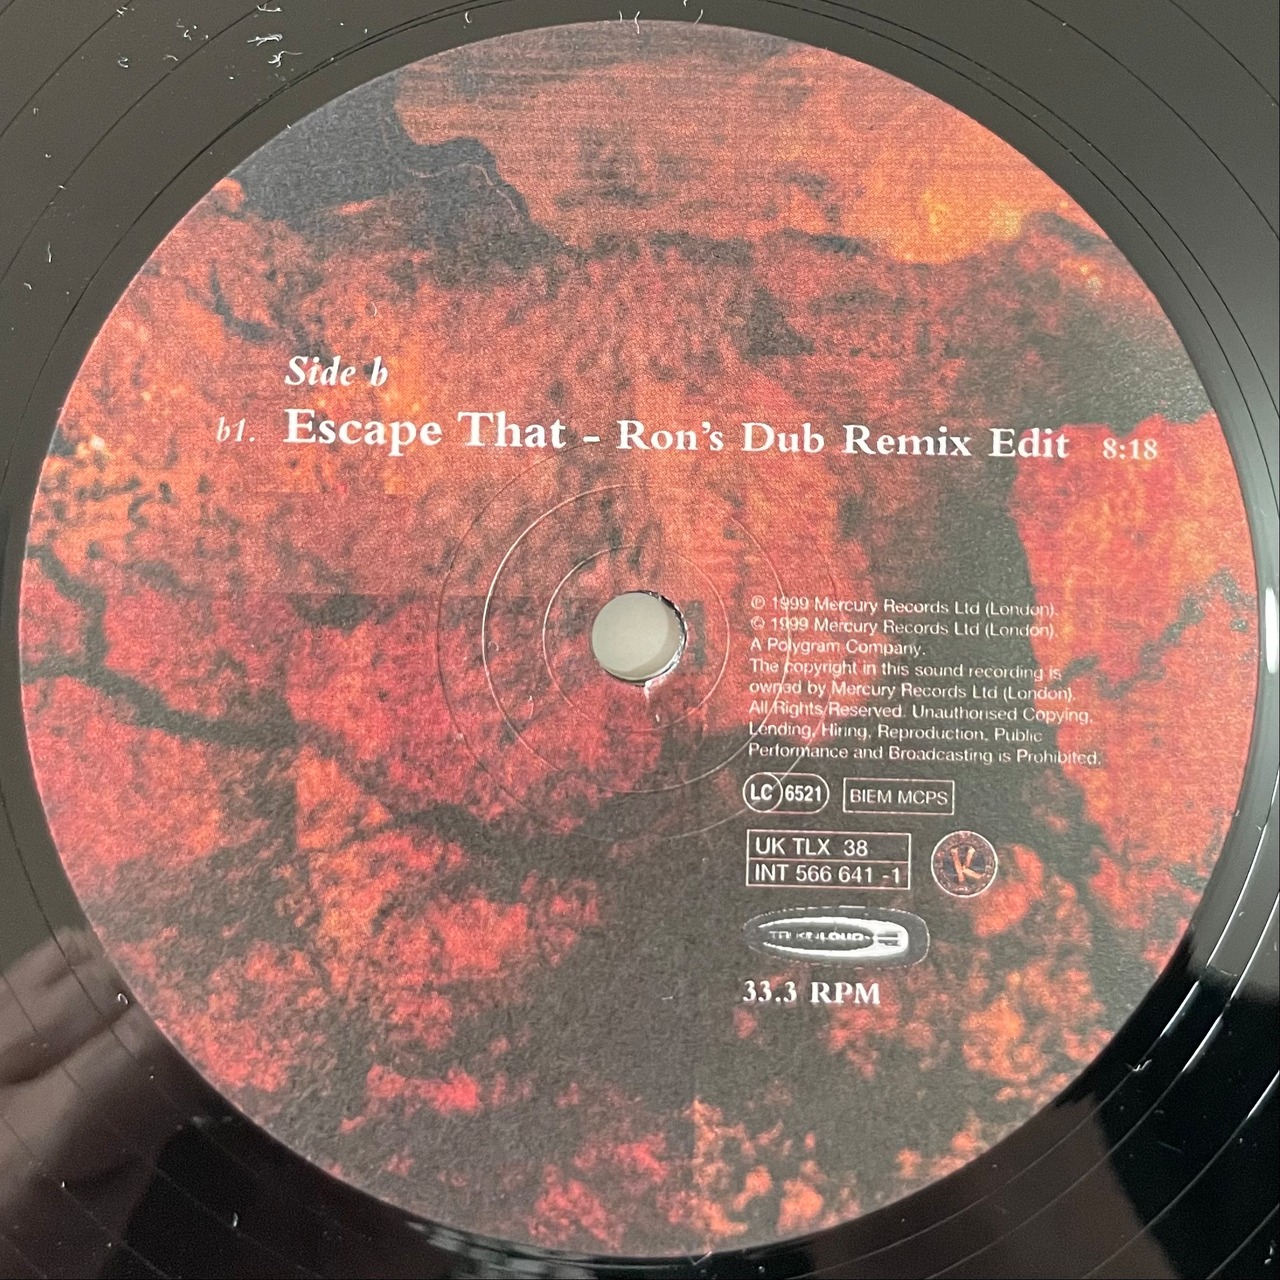 Side b
b1. Escape That - Ron's Dub Remix Edit 8:18
℗ 1999 Mercury Records Ltd (London).
© 1999 Mercury Records Ltd (London).
A Polygram Company.
The copyright in this sound recording is
owned by Mercury Records Ltd (London).
All Rights Reserved. Unauthorised Copying,
Lending, Hiring, Reproduction, Public
Performance and Broadcasting is Prohibited.
LC 6521 BIEM MCPS
UK TLX 38
INT 566 641 -1
K
TALKINLOUD
33.3 RPM